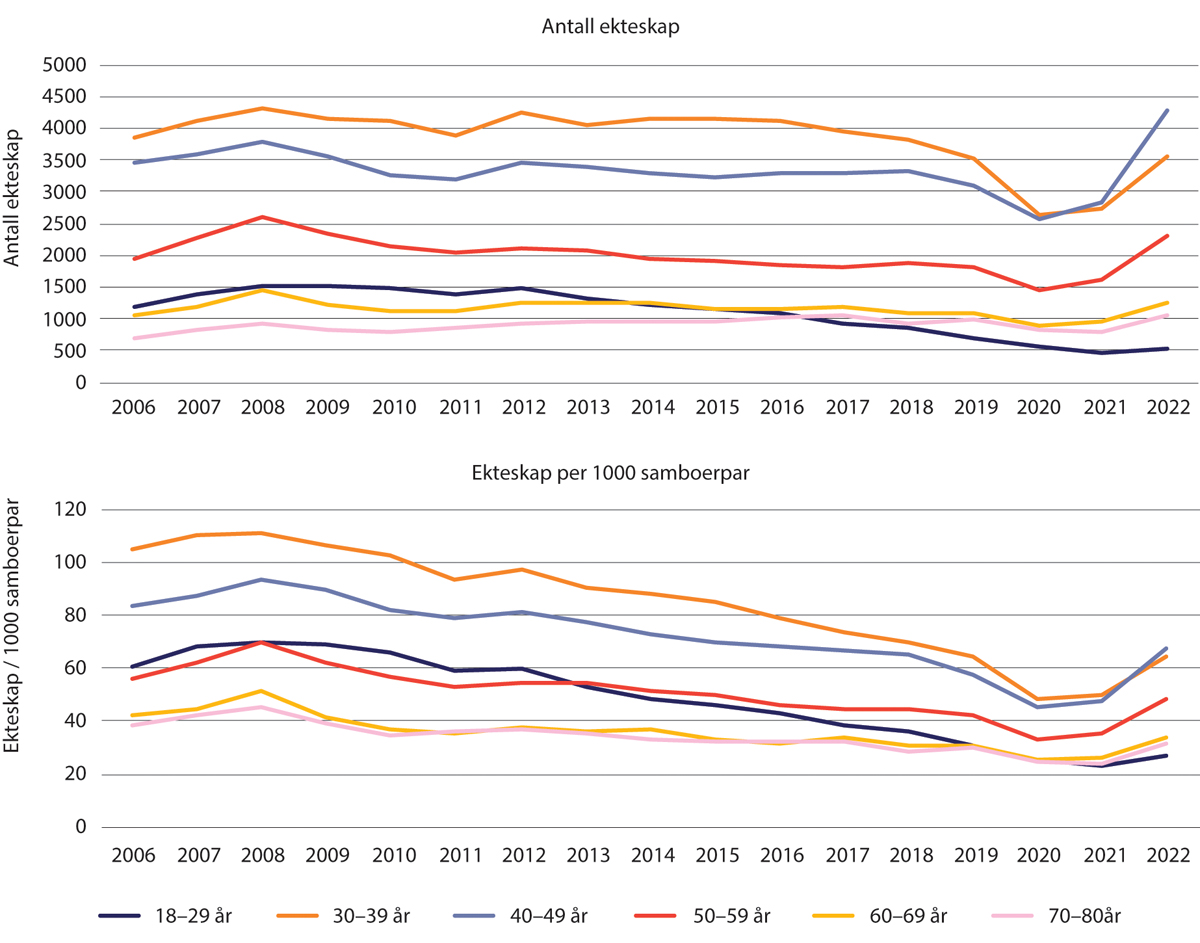 Antall ekteskap
Antall ekteskap
5000
4500
4000
3500
3000
2500
2000
1500
1000
500
0
2006 2007 2008 2009 2010 2011 2012 2013 2014 2015 2016 2017 2018 2019 2020 2021 2022
Ekteskap per 1000 samboerpar
Ekteskap / 1000 samboerpar
120
100
80
60
40
20
0
2006 2007 2008 2009 2010 2011 2012 2013 2014 2015 2016 2017 2018 2019 2020 2021 2022
18–29 år 30–39 år 40–49 år 50–59 år 60–69 år 70–80år